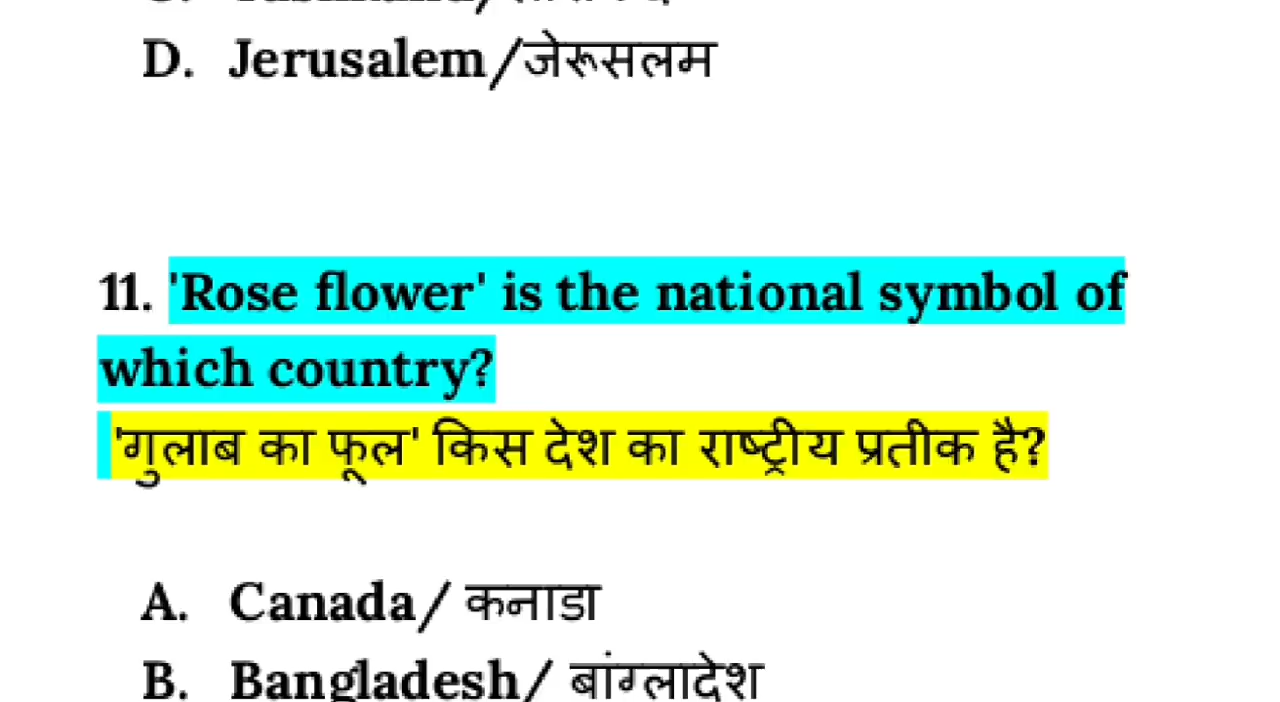 D. Jerusalem/जेरूसलम
11. 'Rose flower' is the national symbol of
which country?
'गुलाब का फूल' किस देश का राष्ट्रीय प्रतीक है?
A. Canada/ कनाडा
B. Bangladesh/ बांग्लादेश